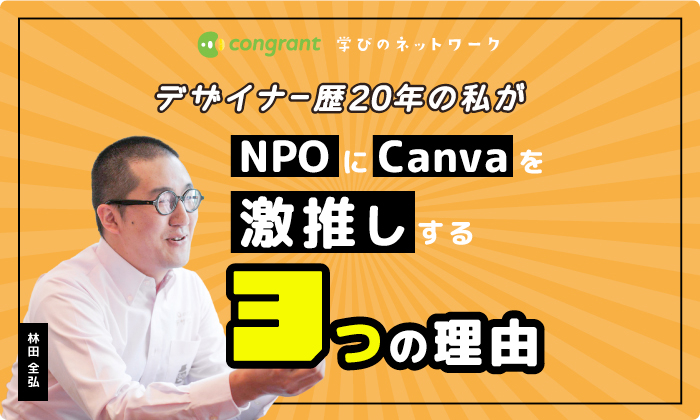 congrant 学びのネットワーク
デザイナー歴20年の私が
NPOにCanvaを
激推しする
3つの理由
林田 全弘